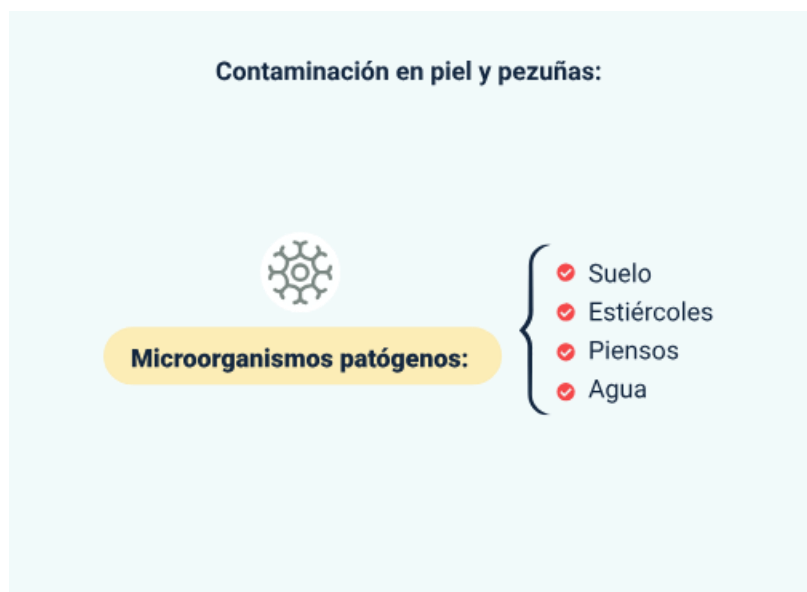 Contaminación en piel y pezuñas:
Microorganismos patógenos:
Suelo
Estiércoles
Piensos
Agua